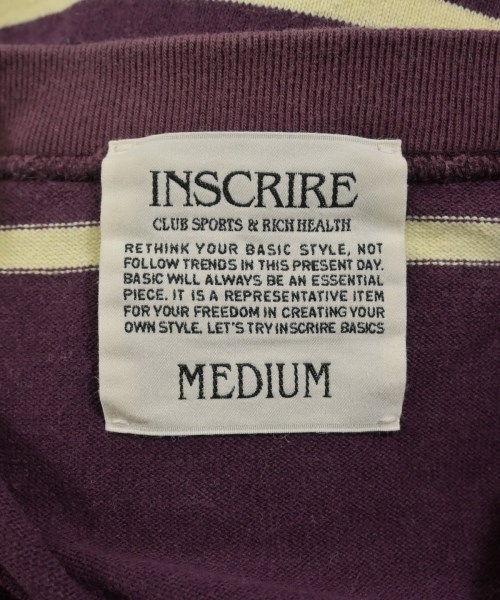 INSCRIRE
CLUB SPORTS & RICH HEALTH
RETHINK YOUR BASIC STYLE, NOT
FOLLOW TRENDS IN THIS PRESENT DAY.
BASIC WILL ALWAYS BE AN ESSENTIAL
PIECE. IT IS A REPRESENTATIVE ITEM
FOR YOUR FREEDOM IN CREATING YOUR
OWN STYLE. LET'S TRY INSCRIRE BASICS
MEDIUM